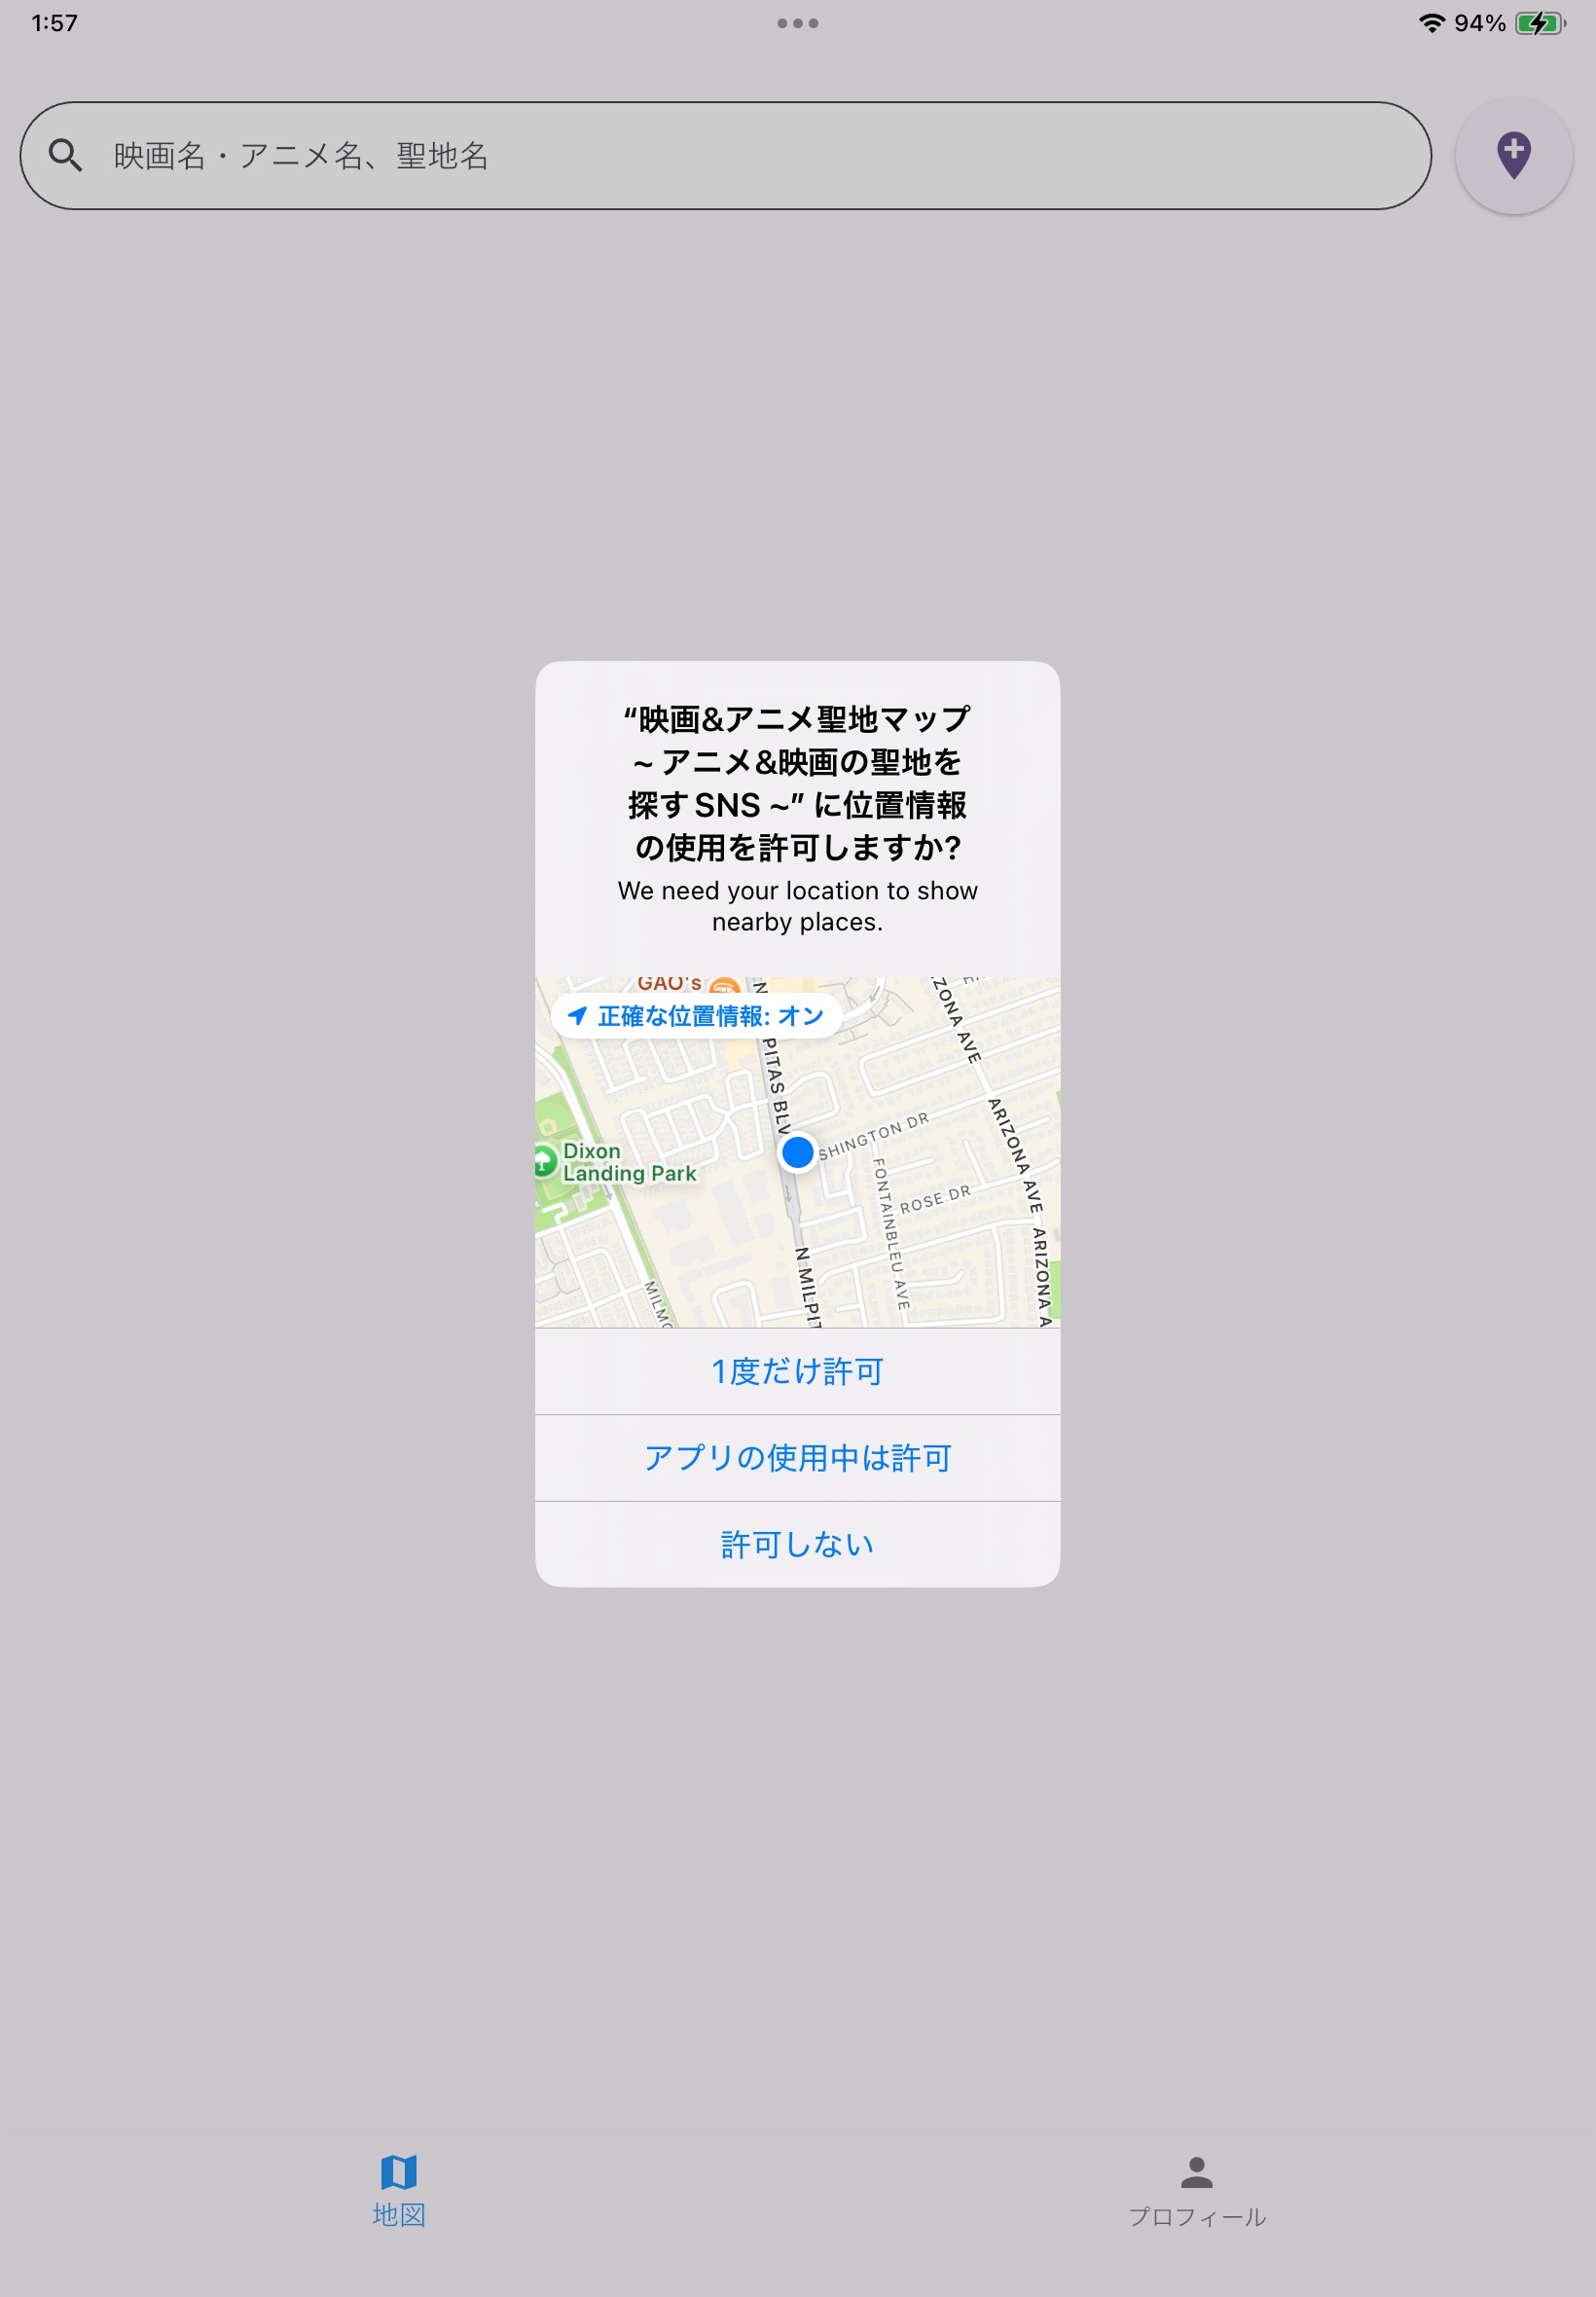 1:57
94%
映画名・アニメ名、聖地名
“映画&アニメ聖地マップ
~ アニメ&映画の聖地を
探す SNS ~” に位置情報
の使用を許可しますか?
We need your location to show
nearby places.
GAO's
正確な位置情報: オン
PITAS BLV
ZONA AVE
SHINGTON DR
ARIZONA AVE
Dixon
Landing Park
FONTAINBLEU AVE
ROSE DR
N MILPIT
ARIZONA A
MILMO
1度だけ許可
アプリの使用中は許可
許可しない
地図
プロフィール